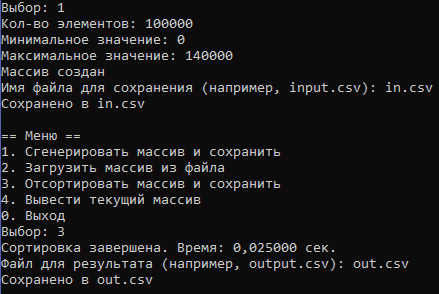 Выбор: 1
Кол-во элементов: 100000
Минимальное значение: 0
Максимальное значение: 140000
Массив создан
Имя файла для сохранения (например, input.csv): in.csv
Сохранено в in.csv
== Меню ==
1. Сгенерировать массив и сохранить
2. Загрузить массив из файла
3. Отсортировать массив и сохранить
4. Вывести текущий массив
0. Выход
Выбор: 3
Сортировка завершена. Время: 0,025000 сек.
Файл для результата (например, output.csv): out.csv
Сохранено в out.csv